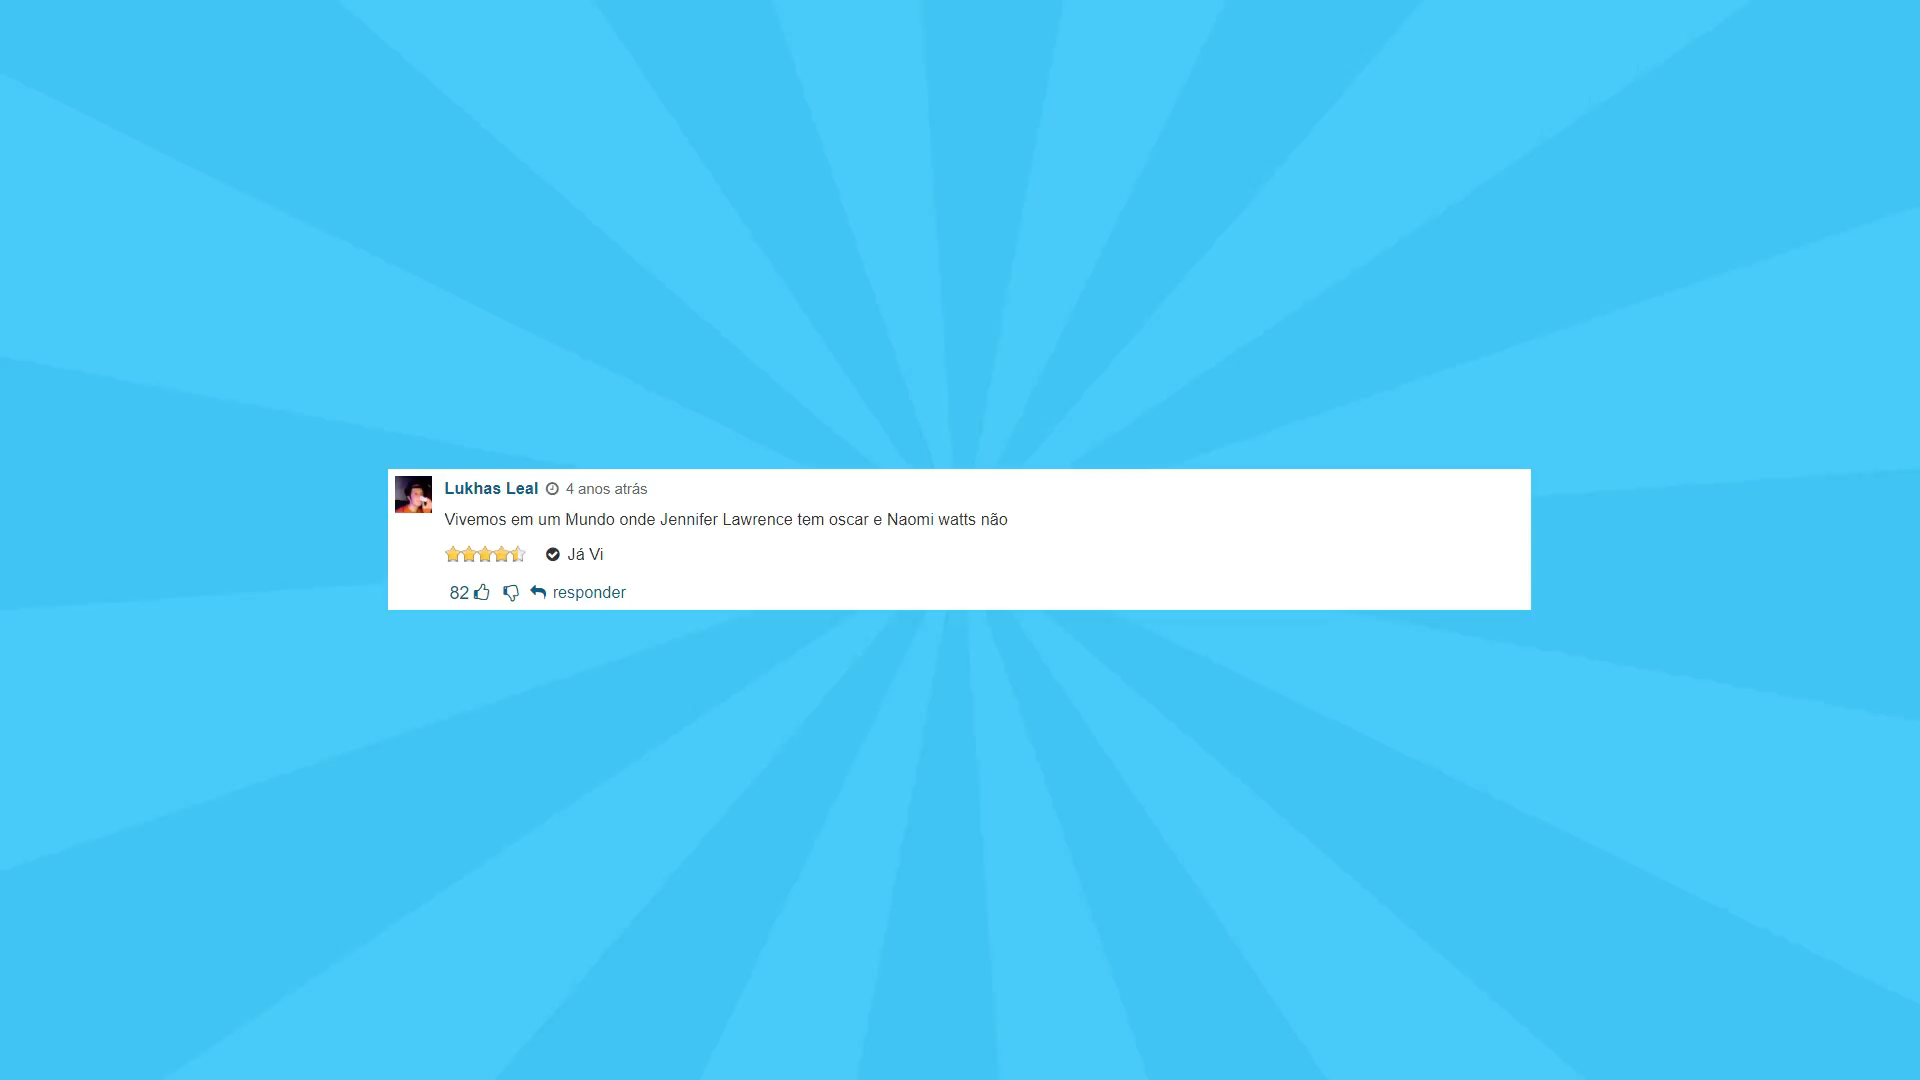 Lukhas Leal 4 anos atrás
Vivemos em um Mundo onde Jennifer Lawrence tem oscar e Naomi watts não
Já Vi
82 responder